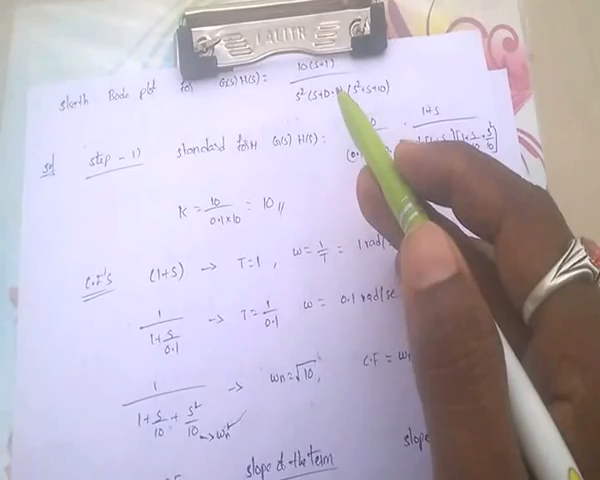 LALITH
Sketch Bode plot for G(s) H(s) = 10(s+1) / s²(s+0.1)(s²+s+10)
Sol step-1) standard form G(s) H(s) = 1+s
K = 10 / 0.1×10 = 10 //
C.F's (1+s) → T=1, ω = 1/T = 1 rad/s
1 / 1+s/0.1 → T = 1/0.1 ω = 0.1 rad/se
1 / 1+s/10+s²/10 → ωn = √10, C.F = ωn
→ωn²
slope of the term slope